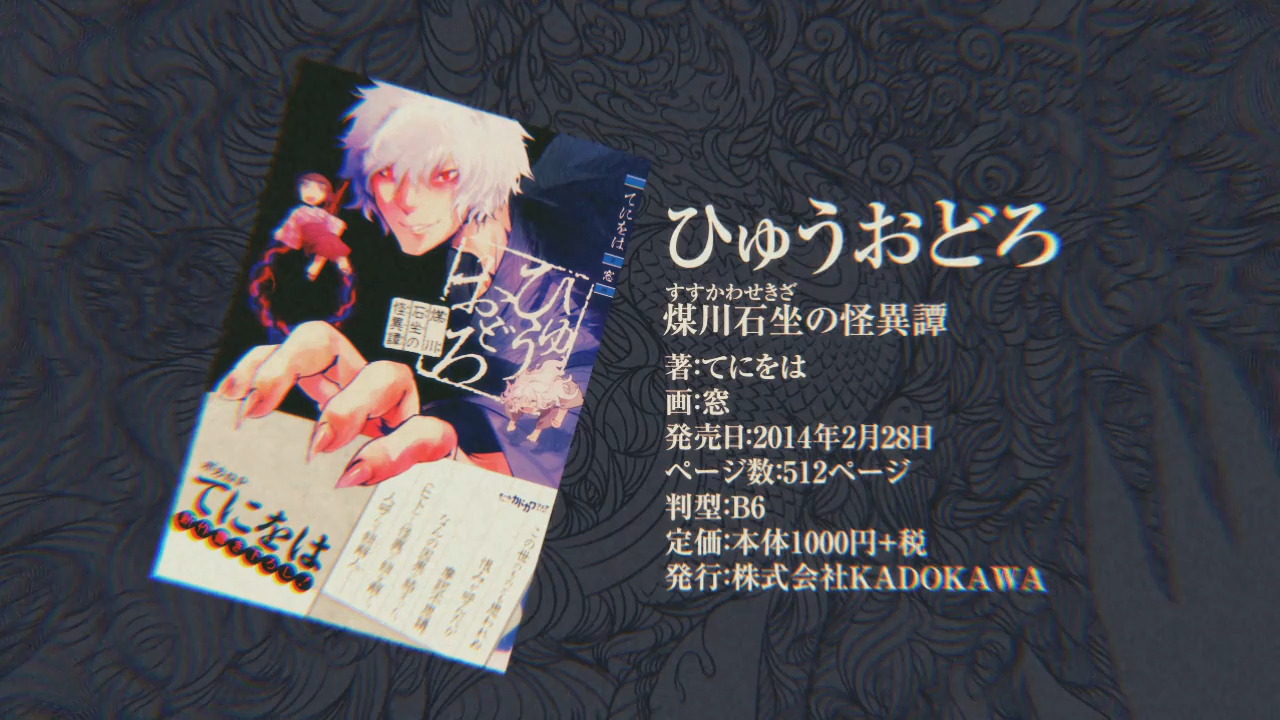 てにをは
窓
ひゅう
おどろ
煤川
石坐の
怪異譚
てにをは
ひゅうおどろ
すすかわせきざ
煤川石坐の怪異譚
著:てにをは
画:窓
発売日:2014年2月28日
ページ数:512ページ
判型:B6
定価:本体1000円+税
発行:株式会社KADOKAWA